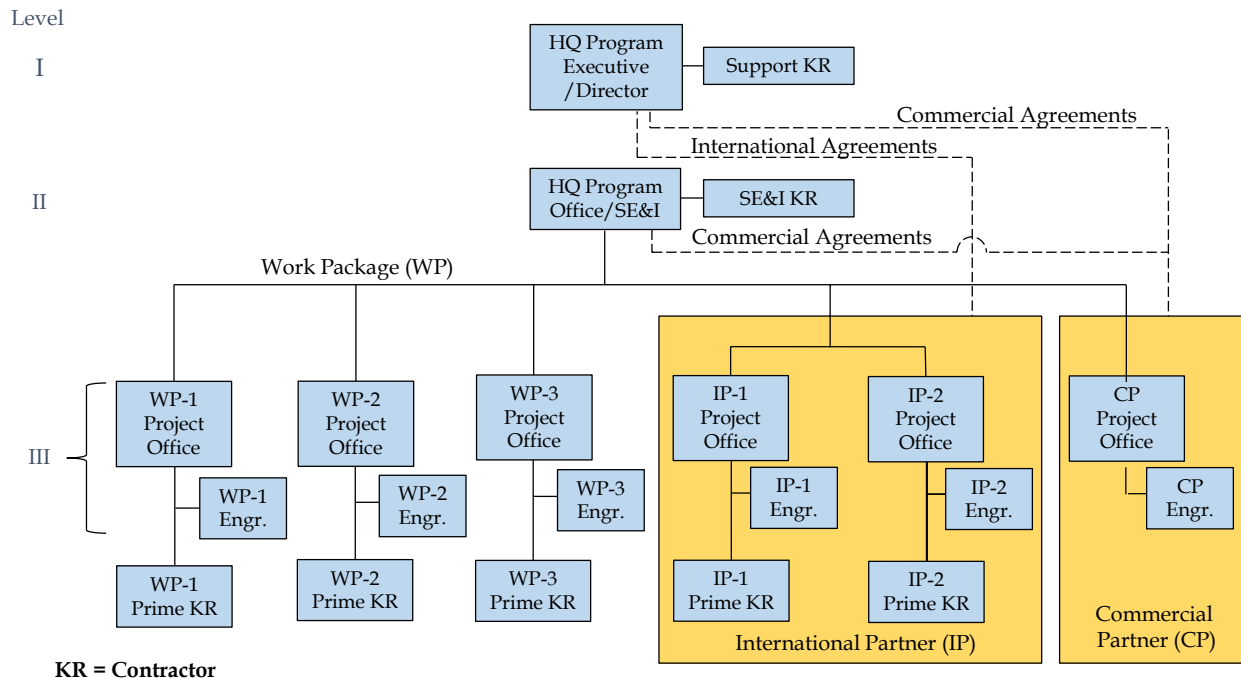 Level
I
HQ Program
Executive
/Director
Support KR
Commercial Agreements
International Agreements
II
HQ Program
Office/SE&I
SE&I KR
Commercial Agreements
Work Package (WP)
III
WP-1
Project
Office
WP-2
Project
Office
WP-3
Project
Office
IP-1
Project
Office
IP-2
Project
Office
CP
Project
Office
WP-1
Engr.
WP-2
Engr.
WP-3
Engr.
IP-1
Engr.
IP-2
Engr.
CP
Engr.
WP-1
Prime KR
WP-2
Prime KR
WP-3
Prime KR
IP-1
Prime KR
IP-2
Prime KR
International Partner (IP)
Commercial
Partner (CP)
KR = Contractor